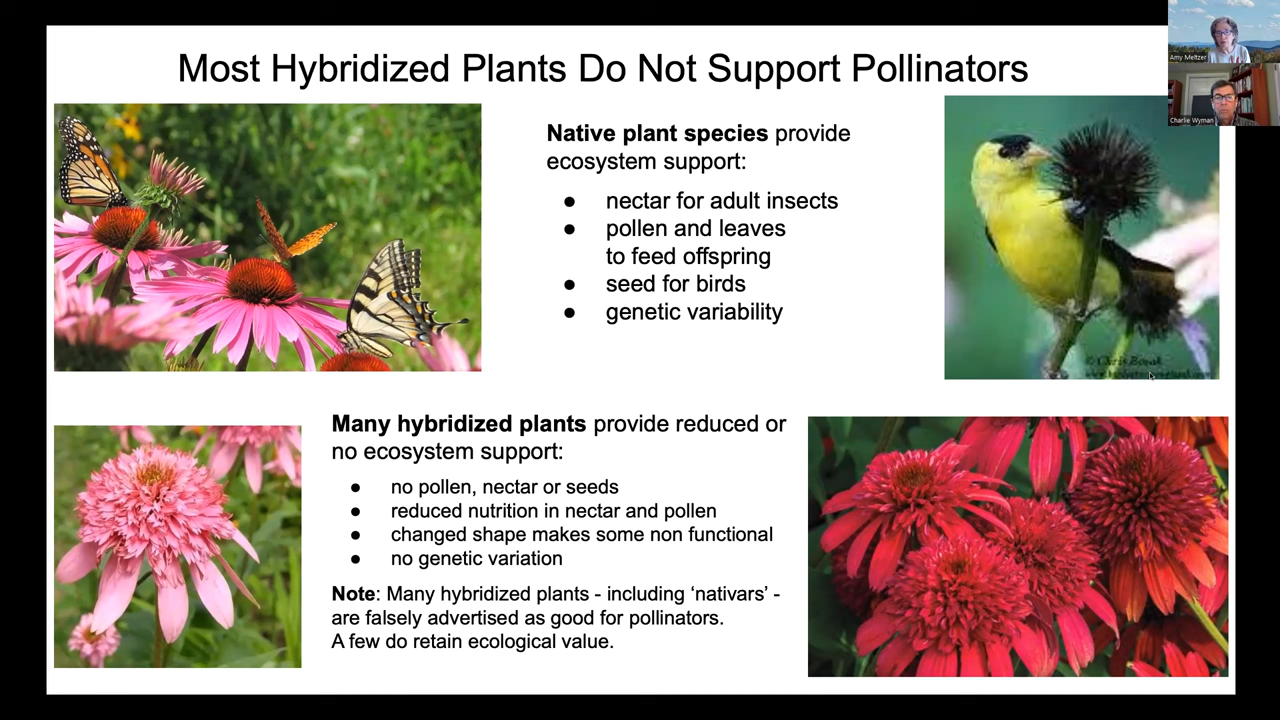 Most Hybridized Plants Do Not Support Pollinators
Amy Meltzer
Charlie Wyman
Native plant species provide
ecosystem support:
● nectar for adult insects
● pollen and leaves
to feed offspring
● seed for birds
● genetic variability
Many hybridized plants provide reduced or
no ecosystem support:
● no pollen, nectar or seeds
● reduced nutrition in nectar and pollen
● changed shape makes some non functional
● no genetic variation
Note: Many hybridized plants - including ‘nativars’ -
are falsely advertised as good for pollinators.
A few do retain ecological value.